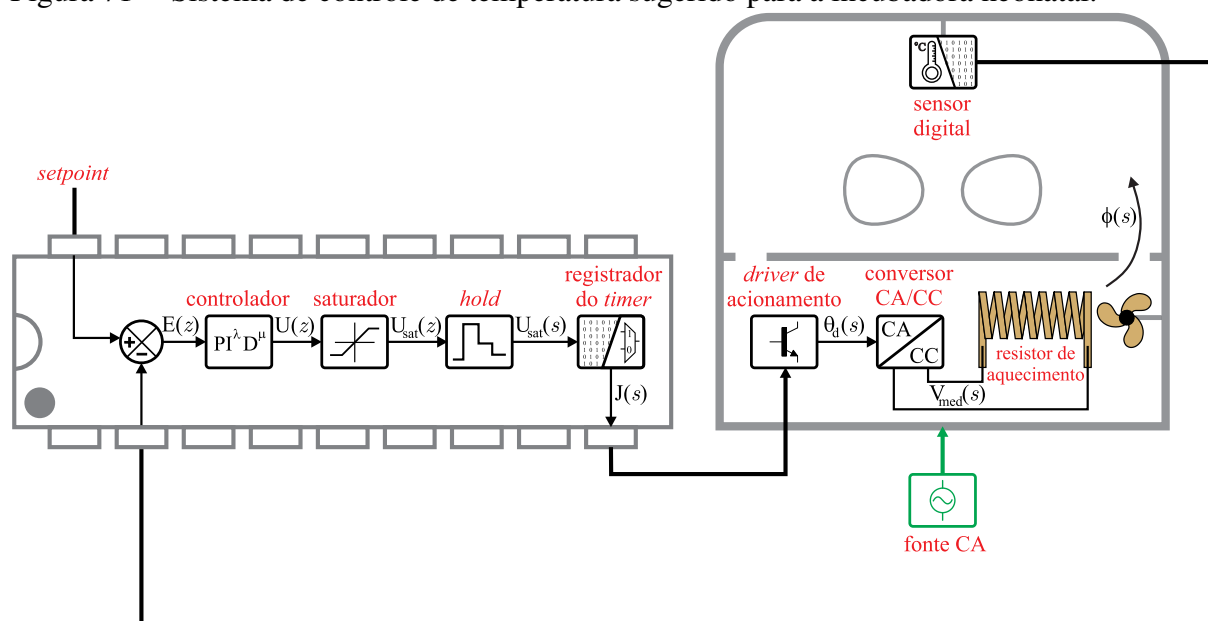 Figura 71 – Sistema de controle de temperatura sugerido para a incubadora neonatal.
°C
sensor
digital
setpoint
ϕ(s)
controlador
saturador
hold
registrador
do timer
driver de
acionamento
conversor
CA/CC
E(z)
U(z)
U_sat(z)
U_sat(s)
θ_d(s)
+
-
PI^λ D^μ
1
0
CA
CC
resistor de
aquecimento
J(s)
V_med(s)
fonte CA